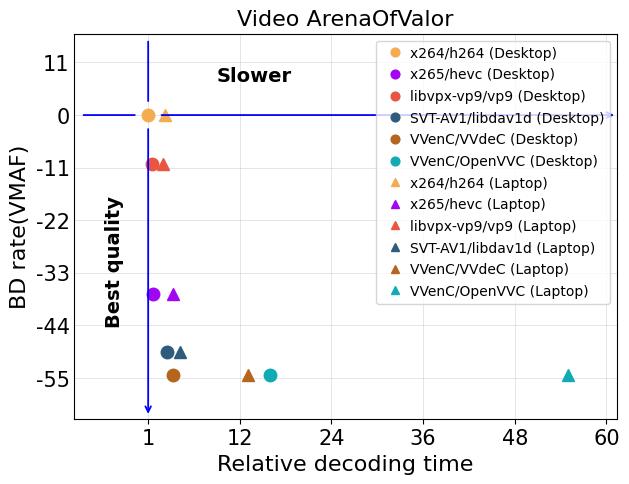 Video ArenaOfValor
11
0
-11
-22
-33
-44
-55
BD rate(VMAF)
Slower
Best quality
x264/h264 (Desktop)
x265/hevc (Desktop)
libvpx-vp9/vp9 (Desktop)
SVT-AV1/libdav1d (Desktop)
VVenC/VVdeC (Desktop)
VVenC/OpenVVC (Desktop)
x264/h264 (Laptop)
x265/hevc (Laptop)
libvpx-vp9/vp9 (Laptop)
SVT-AV1/libdav1d (Laptop)
VVenC/VVdeC (Laptop)
VVenC/OpenVVC (Laptop)
1 12 24 36 48 60
Relative decoding time